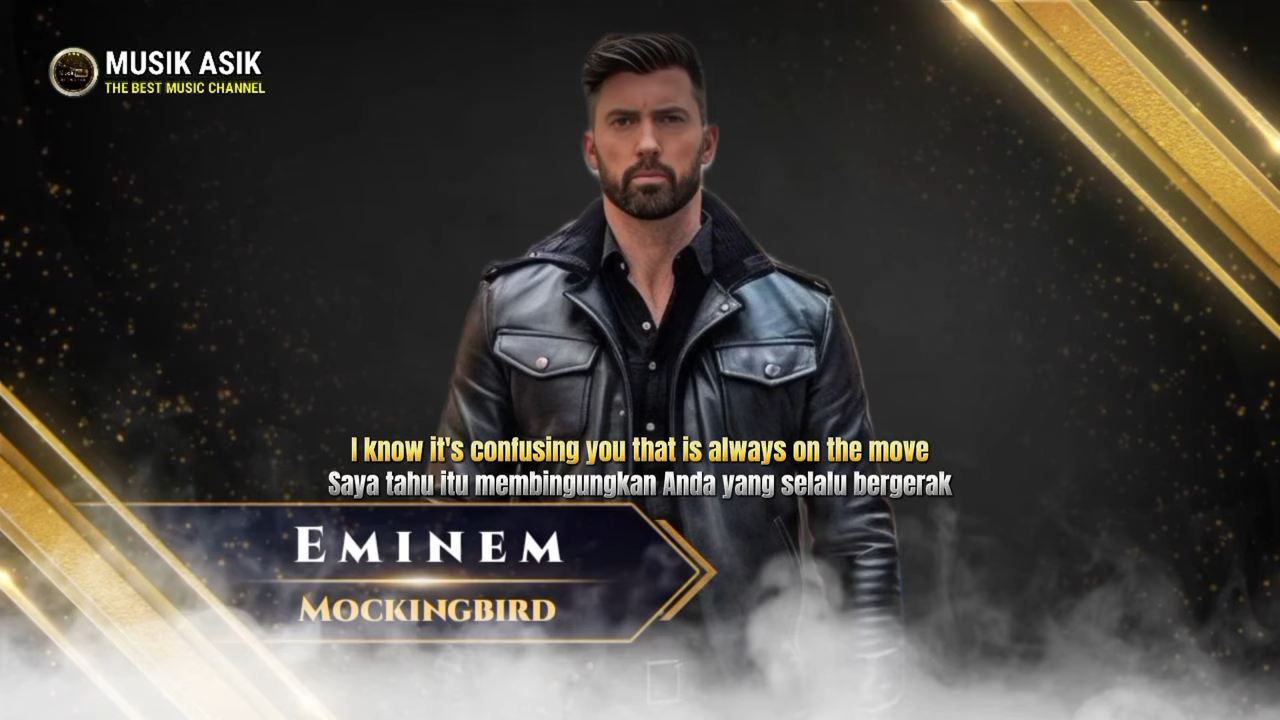 MUSIK ASIK
THE BEST MUSIC CHANNEL
I know it's confusing you that is always on the move
Saya tahu itu membingungkan Anda yang selalu bergerak
EMINEM
MOCKINGBIRD